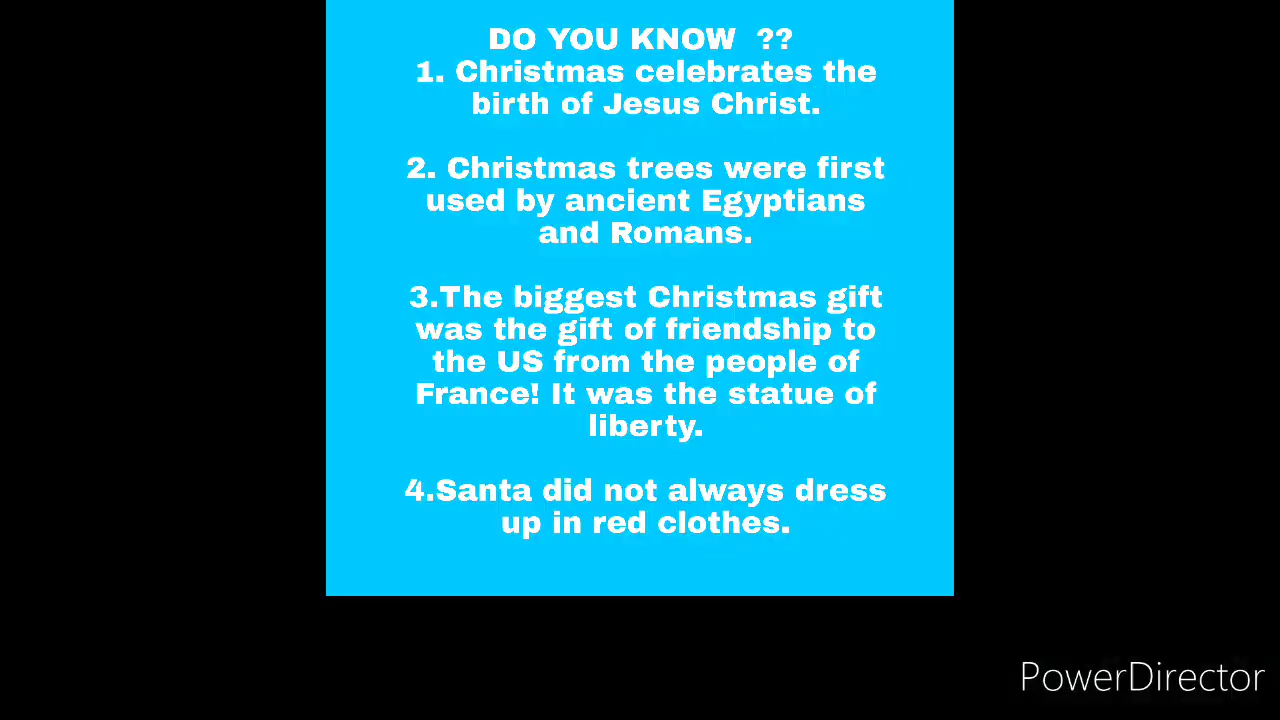 DO YOU KNOW  ??
1. Christmas celebrates the
birth of Jesus Christ.
2. Christmas trees were first
used by ancient Egyptians
and Romans.
3.The biggest Christmas gift
was the gift of friendship to
the US from the people of
France! It was the statue of
liberty.
4.Santa did not always dress
up in red clothes.
PowerDirector